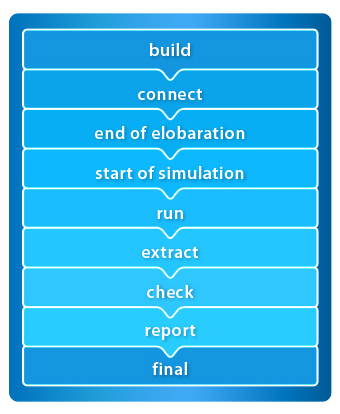 build
connect
end of elobaration
start of simulation
run
extract
check
report
final